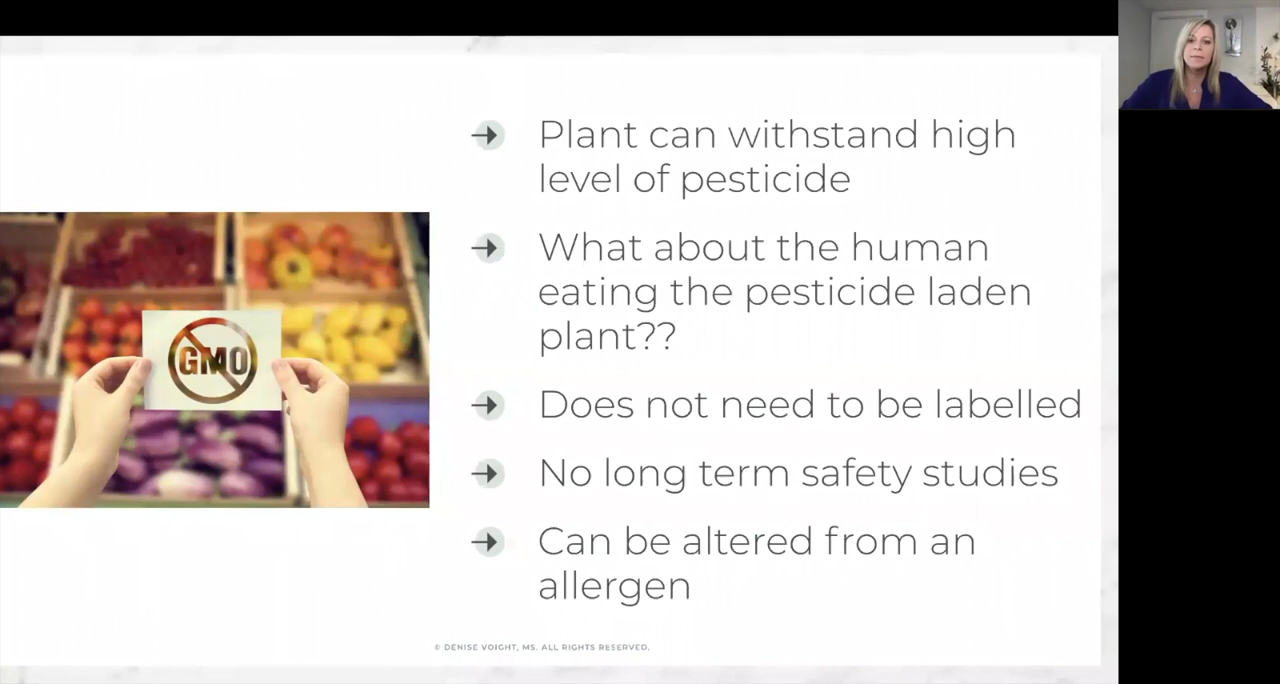 Plant can withstand high
level of pesticide
What about the human
eating the pesticide laden
plant??
Does not need to be labelled
No long term safety studies
Can be altered from an
allergen
GMO
© DENISE VOIGHT, MS. ALL RIGHTS RESERVED.